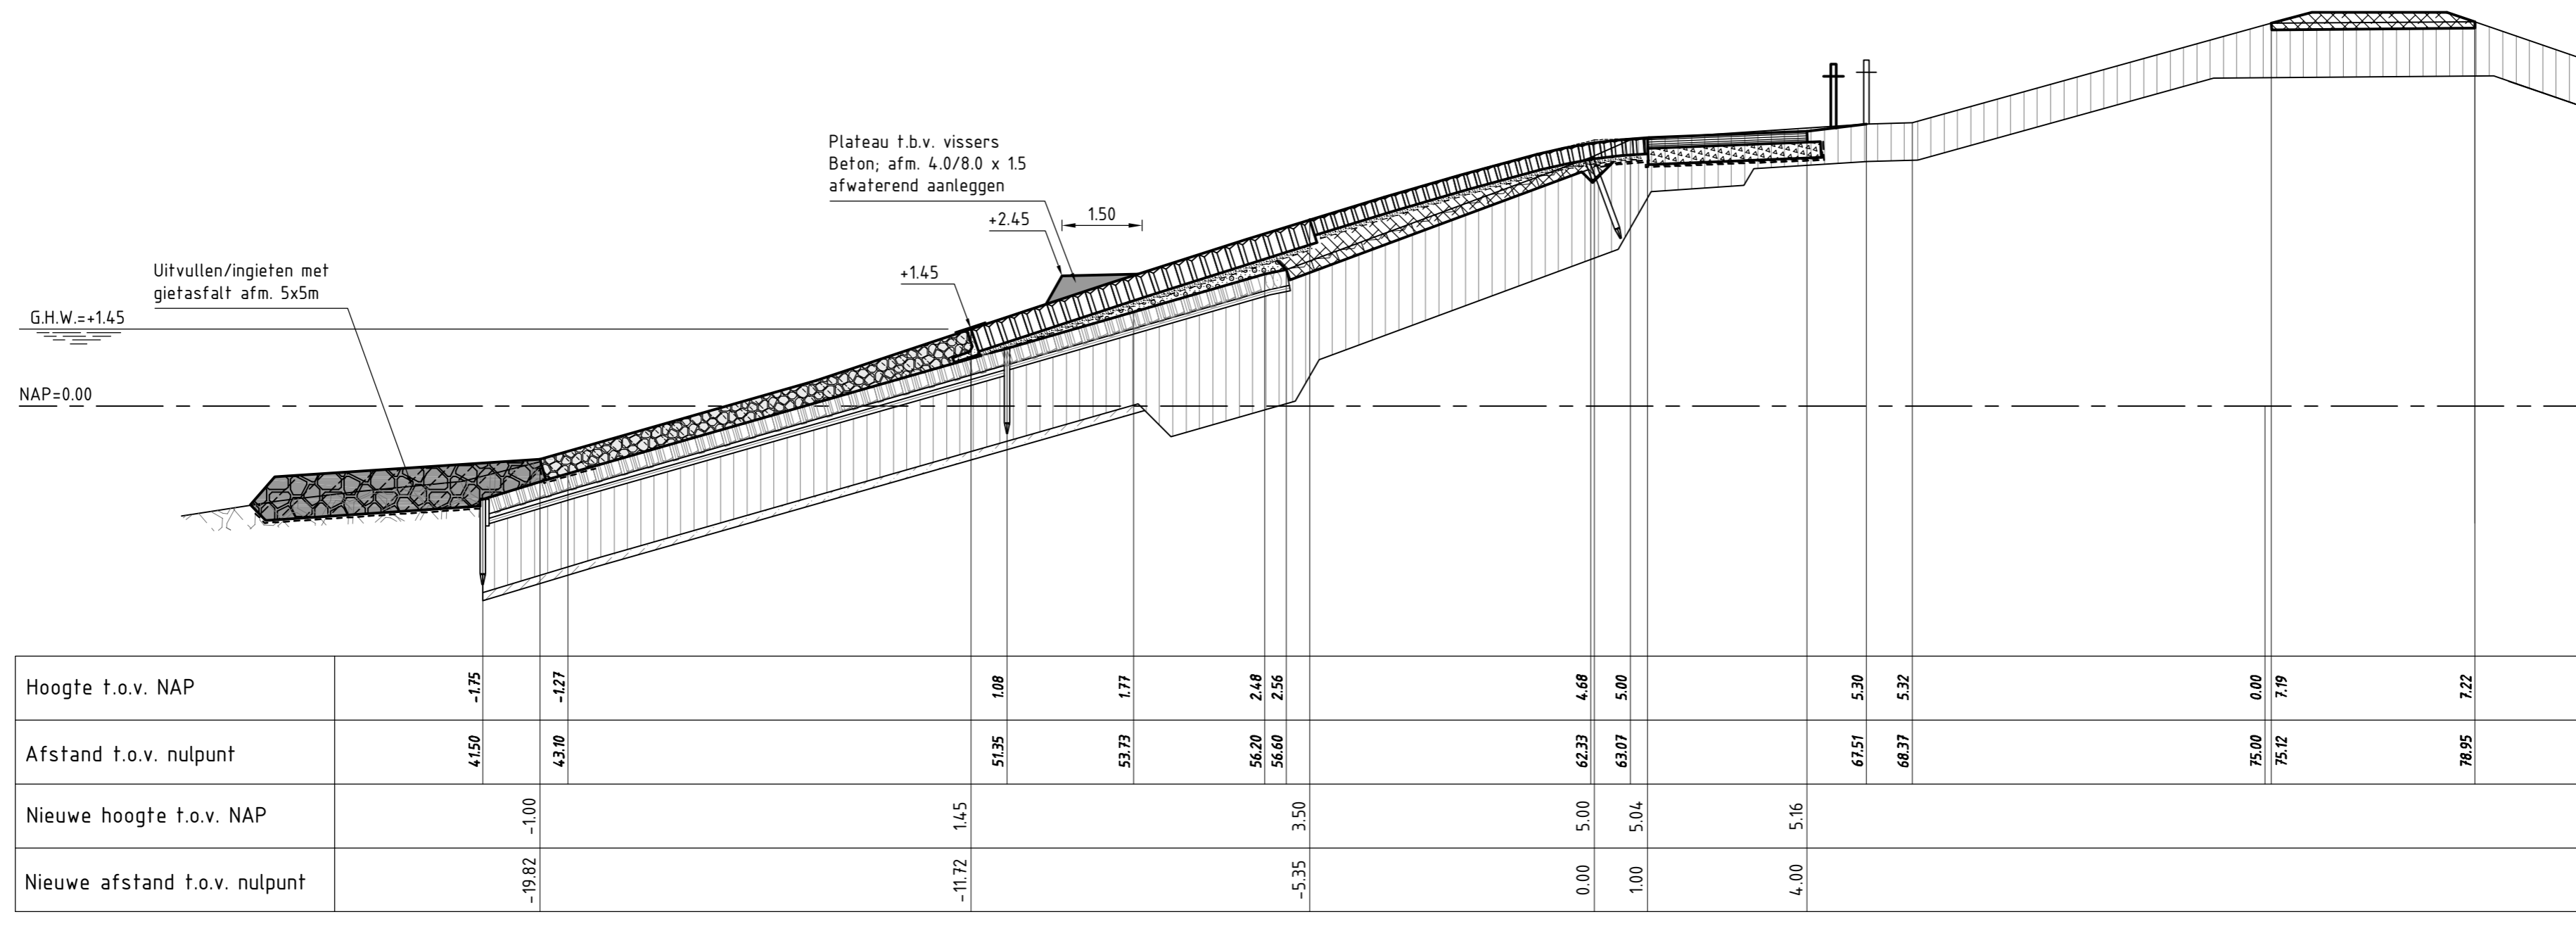 Plateau t.b.v. vissers
Beton; afm. 4.0/8.0 x 1.5
afwaterend aanleggen
+2.45
1.50
Uitvullen/ingieten met
gietasfalt afm. 5x5m
+1.45
G.H.W.=+1.45
NAP=0.00
Hoogte t.o.v. NAP -1.75 -1.27 1.08 1.77 2.48 2.56 4.68 5.00 5.30 5.32 0.00 7.19 7.22
Afstand t.o.v. nulpunt 41.50 43.10 51.35 53.73 56.20 56.60 62.33 63.07 67.51 68.37 75.00 75.12 78.95
Nieuwe hoogte t.o.v. NAP -1.00 1.45 3.50 5.00 5.04 5.16
Nieuwe afstand t.o.v. nulpunt -19.82 -11.72 -5.35 0.00 1.00 4.00